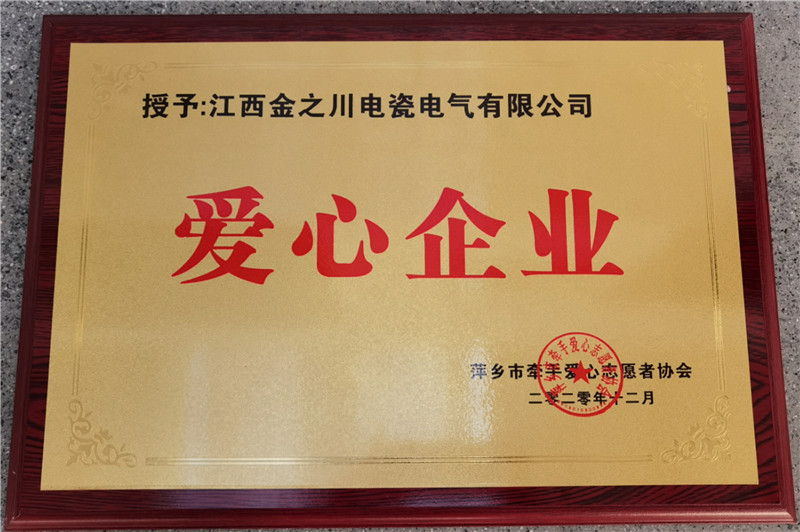 授予:江西金之川电瓷电气有限公司
爱心企业
萍乡市牵手爱心志愿者协会
二零二零年十二月